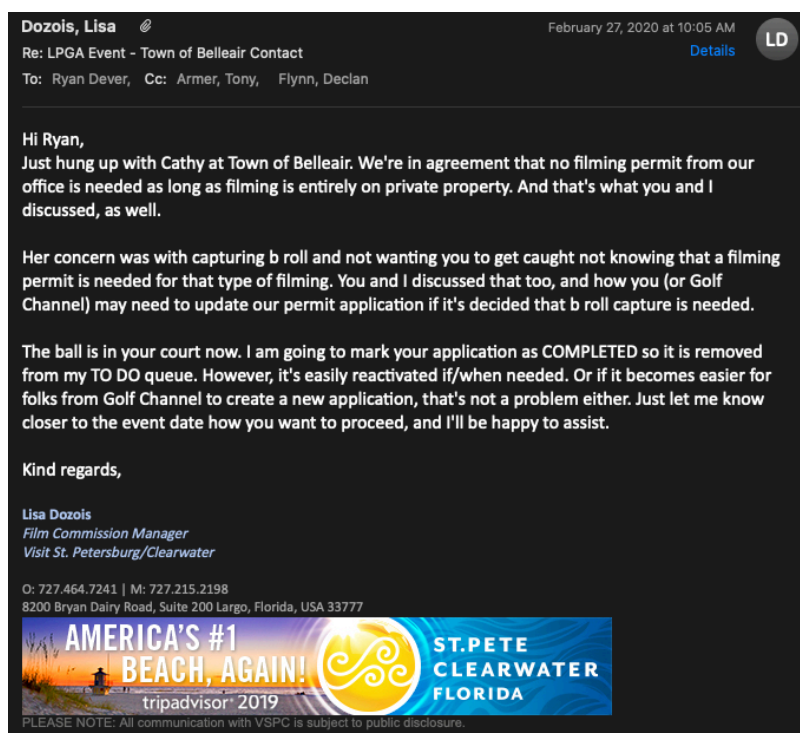 Dozois, Lisa
February 27, 2020 at 10:05 AM
LD
Re: LPGA Event - Town of Belleair Contact
Details
To: Ryan Dever, Cc: Armer, Tony, Flynn, Declan
Hi Ryan,
Just hung up with Cathy at Town of Belleair. We're in agreement that no filming permit from our
office is needed as long as filming is entirely on private property. And that's what you and I
discussed, as well.
Her concern was with capturing b roll and not wanting you to get caught not knowing that a filming
permit is needed for that type of filming. You and I discussed that too, and how you (or Golf
Channel) may need to update our permit application if it's decided that b roll capture is needed.
The ball is in your court now. I am going to mark your application as COMPLETED so it is removed
from my TO DO queue. However, it's easily reactivated if/when needed. Or if it becomes easier for
folks from Golf Channel to create a new application, that's not a problem either. Just let me know
closer to the event date how you want to proceed, and I'll be happy to assist.
Kind regards,
Lisa Dozois
Film Commission Manager
Visit St. Petersburg/Clearwater
O: 727.464.7241 | M: 727.215.2198
8200 Bryan Dairy Road, Suite 200 Largo, Florida, USA 33777
AMERICA'S #1
BEACH, AGAIN!
tripadvisor 2019
ST.PETE
CLEARWATER
FLORIDA
PLEASE NOTE: All communication with VSPC is subject to public disclosure.